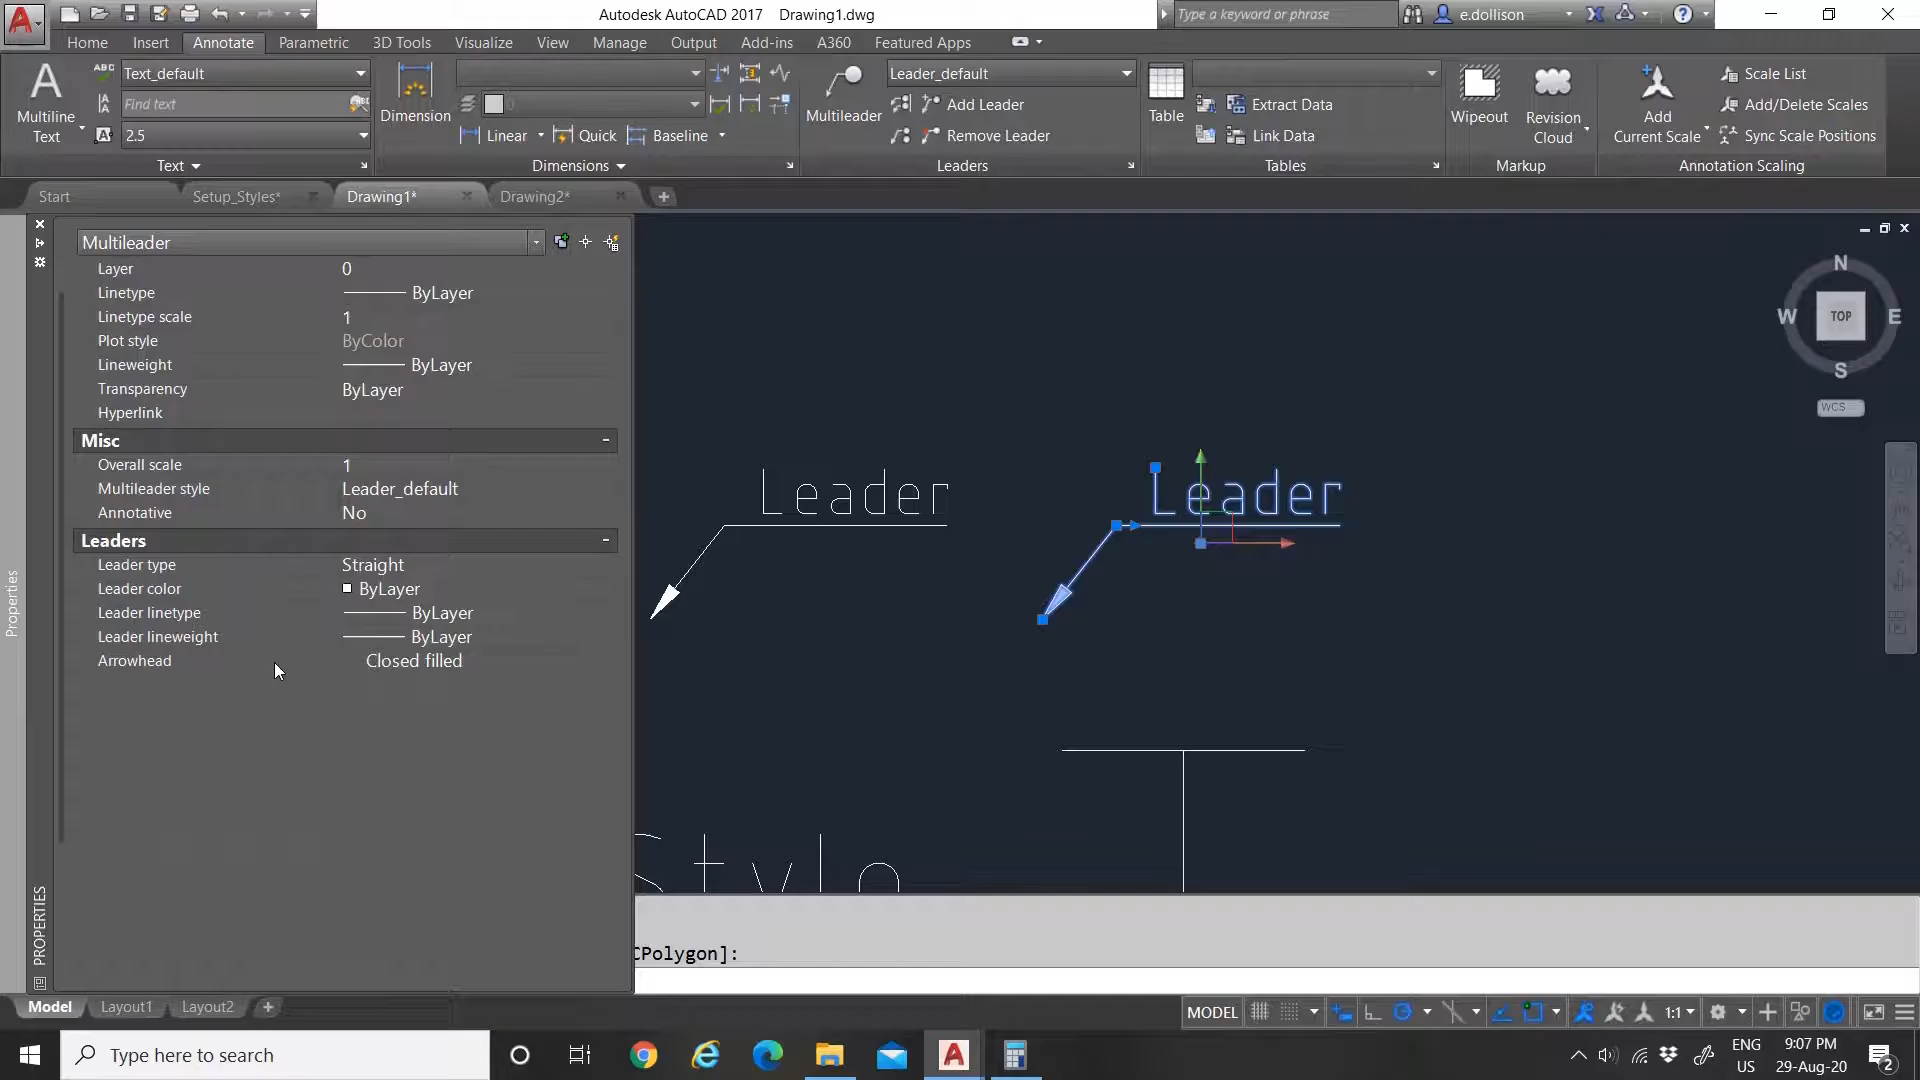 Autodesk AutoCAD 2017 Drawing1.dwg
Type a keyword or phrase
e.dollison
Home Insert Annotate Parametric 3D Tools Visualize View Manage Output Add-ins A360 Featured Apps
Multiline Text
Text_default
Find text
2.5
Text
Dimension
0
Linear Quick Baseline
Dimensions
Multileader
Leader_default
Add Leader
Remove Leader
Leaders
Table
Extract Data
Link Data
Tables
Wipeout
Revision Cloud
Markup
Add Current Scale
Scale List
Add/Delete Scales
Sync Scale Positions
Annotation Scaling
Start Setup_Styles* Drawing1* Drawing2*
Multileader
Layer 0
Linetype ByLayer
Linetype scale 1
Plot style ByColor
Lineweight ByLayer
Transparency ByLayer
Hyperlink
Misc
Overall scale 1
Multileader style Leader_default
Annotative No
Leaders
Leader type Straight
Leader color ByLayer
Leader linetype ByLayer
Leader lineweight ByLayer
Arrowhead Closed filled
Properties
PROPERTIES
Leader
Leader
N
W TOP E
S
WCS
CPolygon]:
Model Layout1 Layout2
MODEL 1:1
Type here to search
ENG
US
9:07 PM
29-Aug-20
2